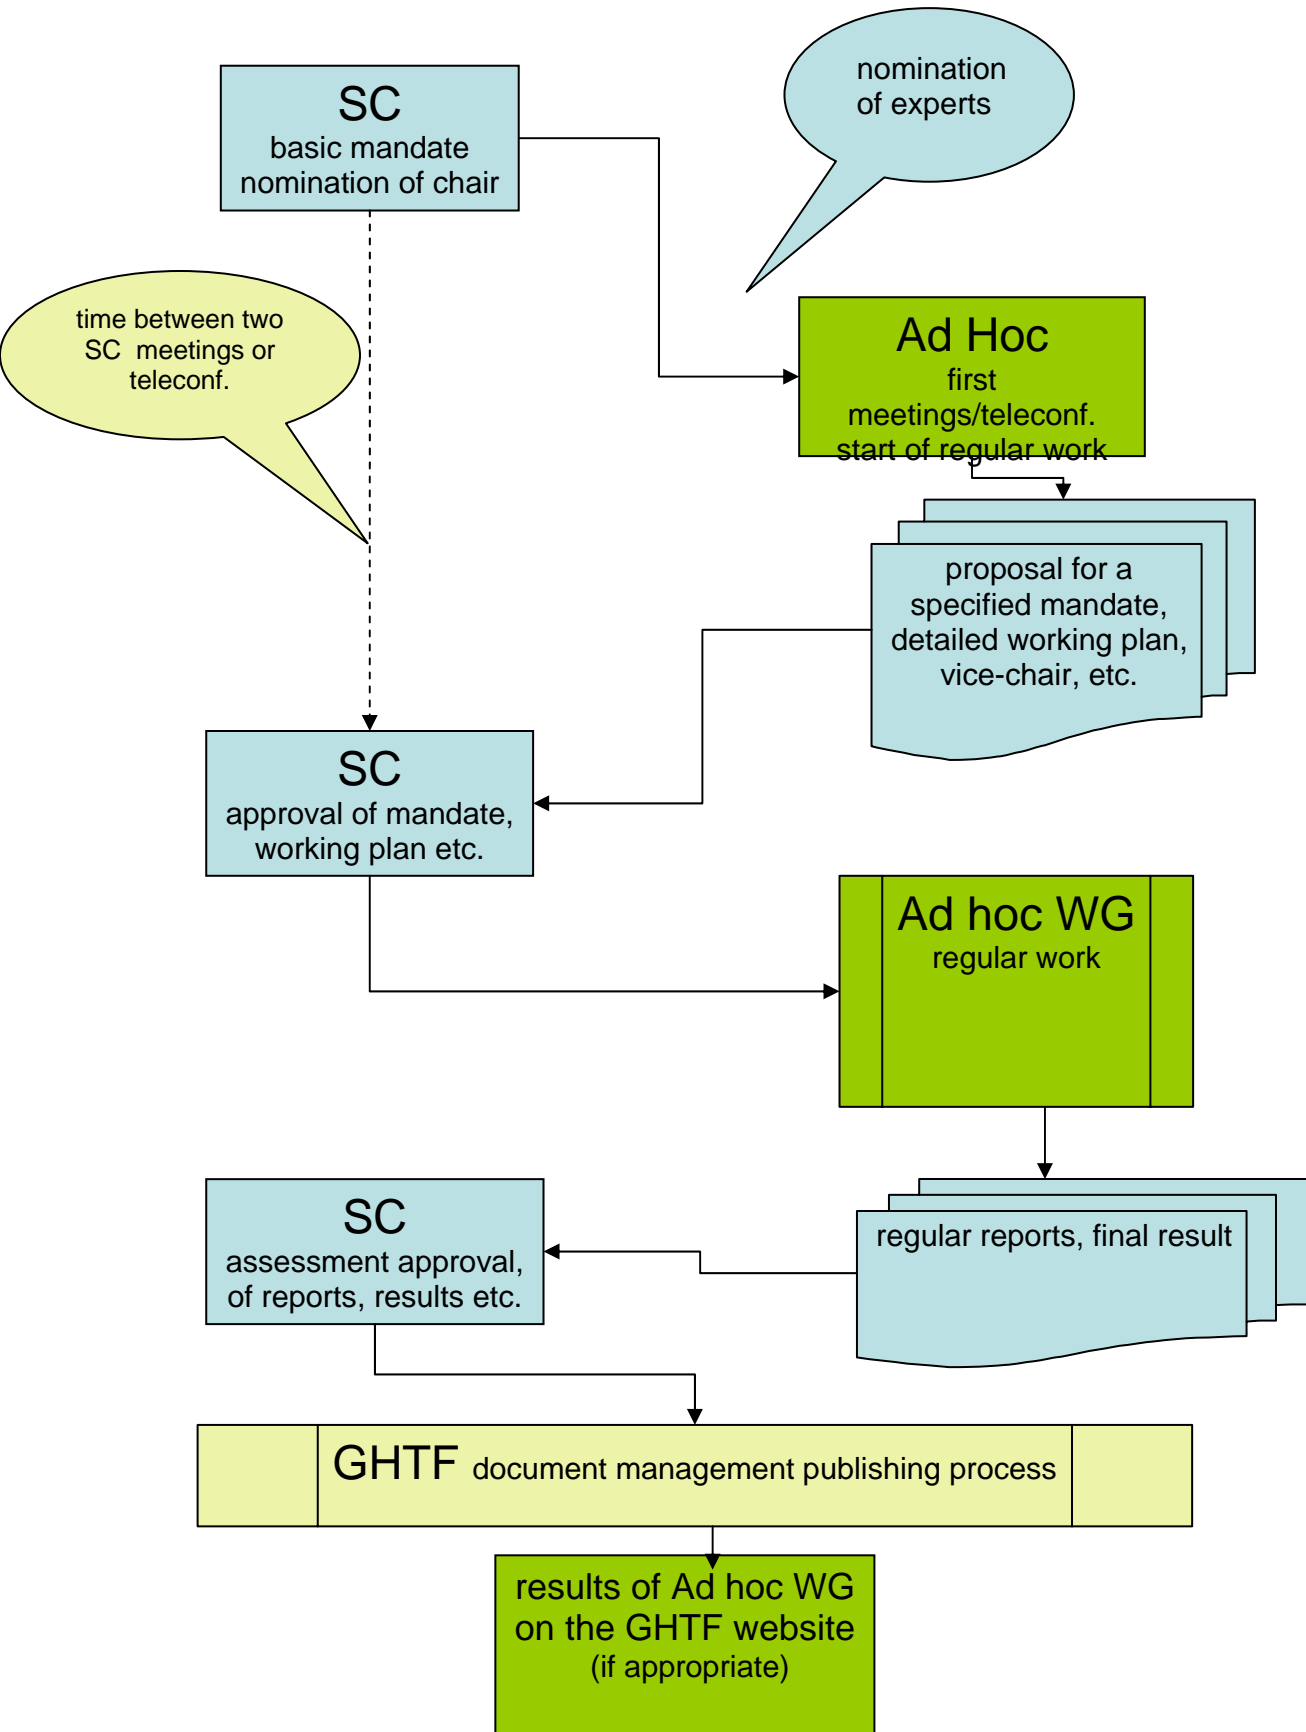 SC
basic mandate
nomination of chair
nomination
of experts
time between two
SC meetings or
teleconf.
Ad Hoc
first
meetings/teleconf.
start of regular work
proposal for a
specified mandate,
detailed working plan,
vice-chair, etc.
SC
approval of mandate,
working plan etc.
Ad hoc WG
regular work
regular reports, final result
SC
assessment approval,
of reports, results etc.
GHTF document management publishing process
results of Ad hoc WG
on the GHTF website
(if appropriate)